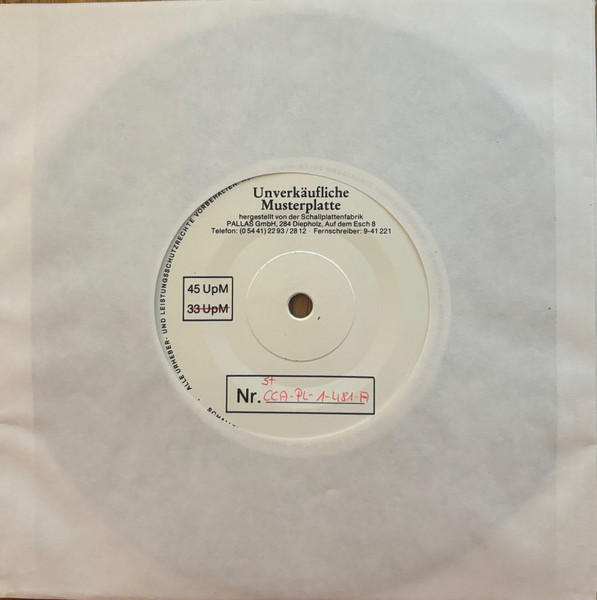 Unverkäufliche
Musterplatte
hergestellt von der Schallplattenfabrik
PALLAS GmbH, 284 Diepholz, Auf dem Esch 8
Telefon: (0 54 41) 22 93 / 28 12 · Fernschreiber: 9-41 221
ALLE URHEBER- UND LEISTUNGSSCHUTZRECHTE VORBEHALTEN.
45 UpM
33 UpM
st
Nr. CCA-PL-1-481-A